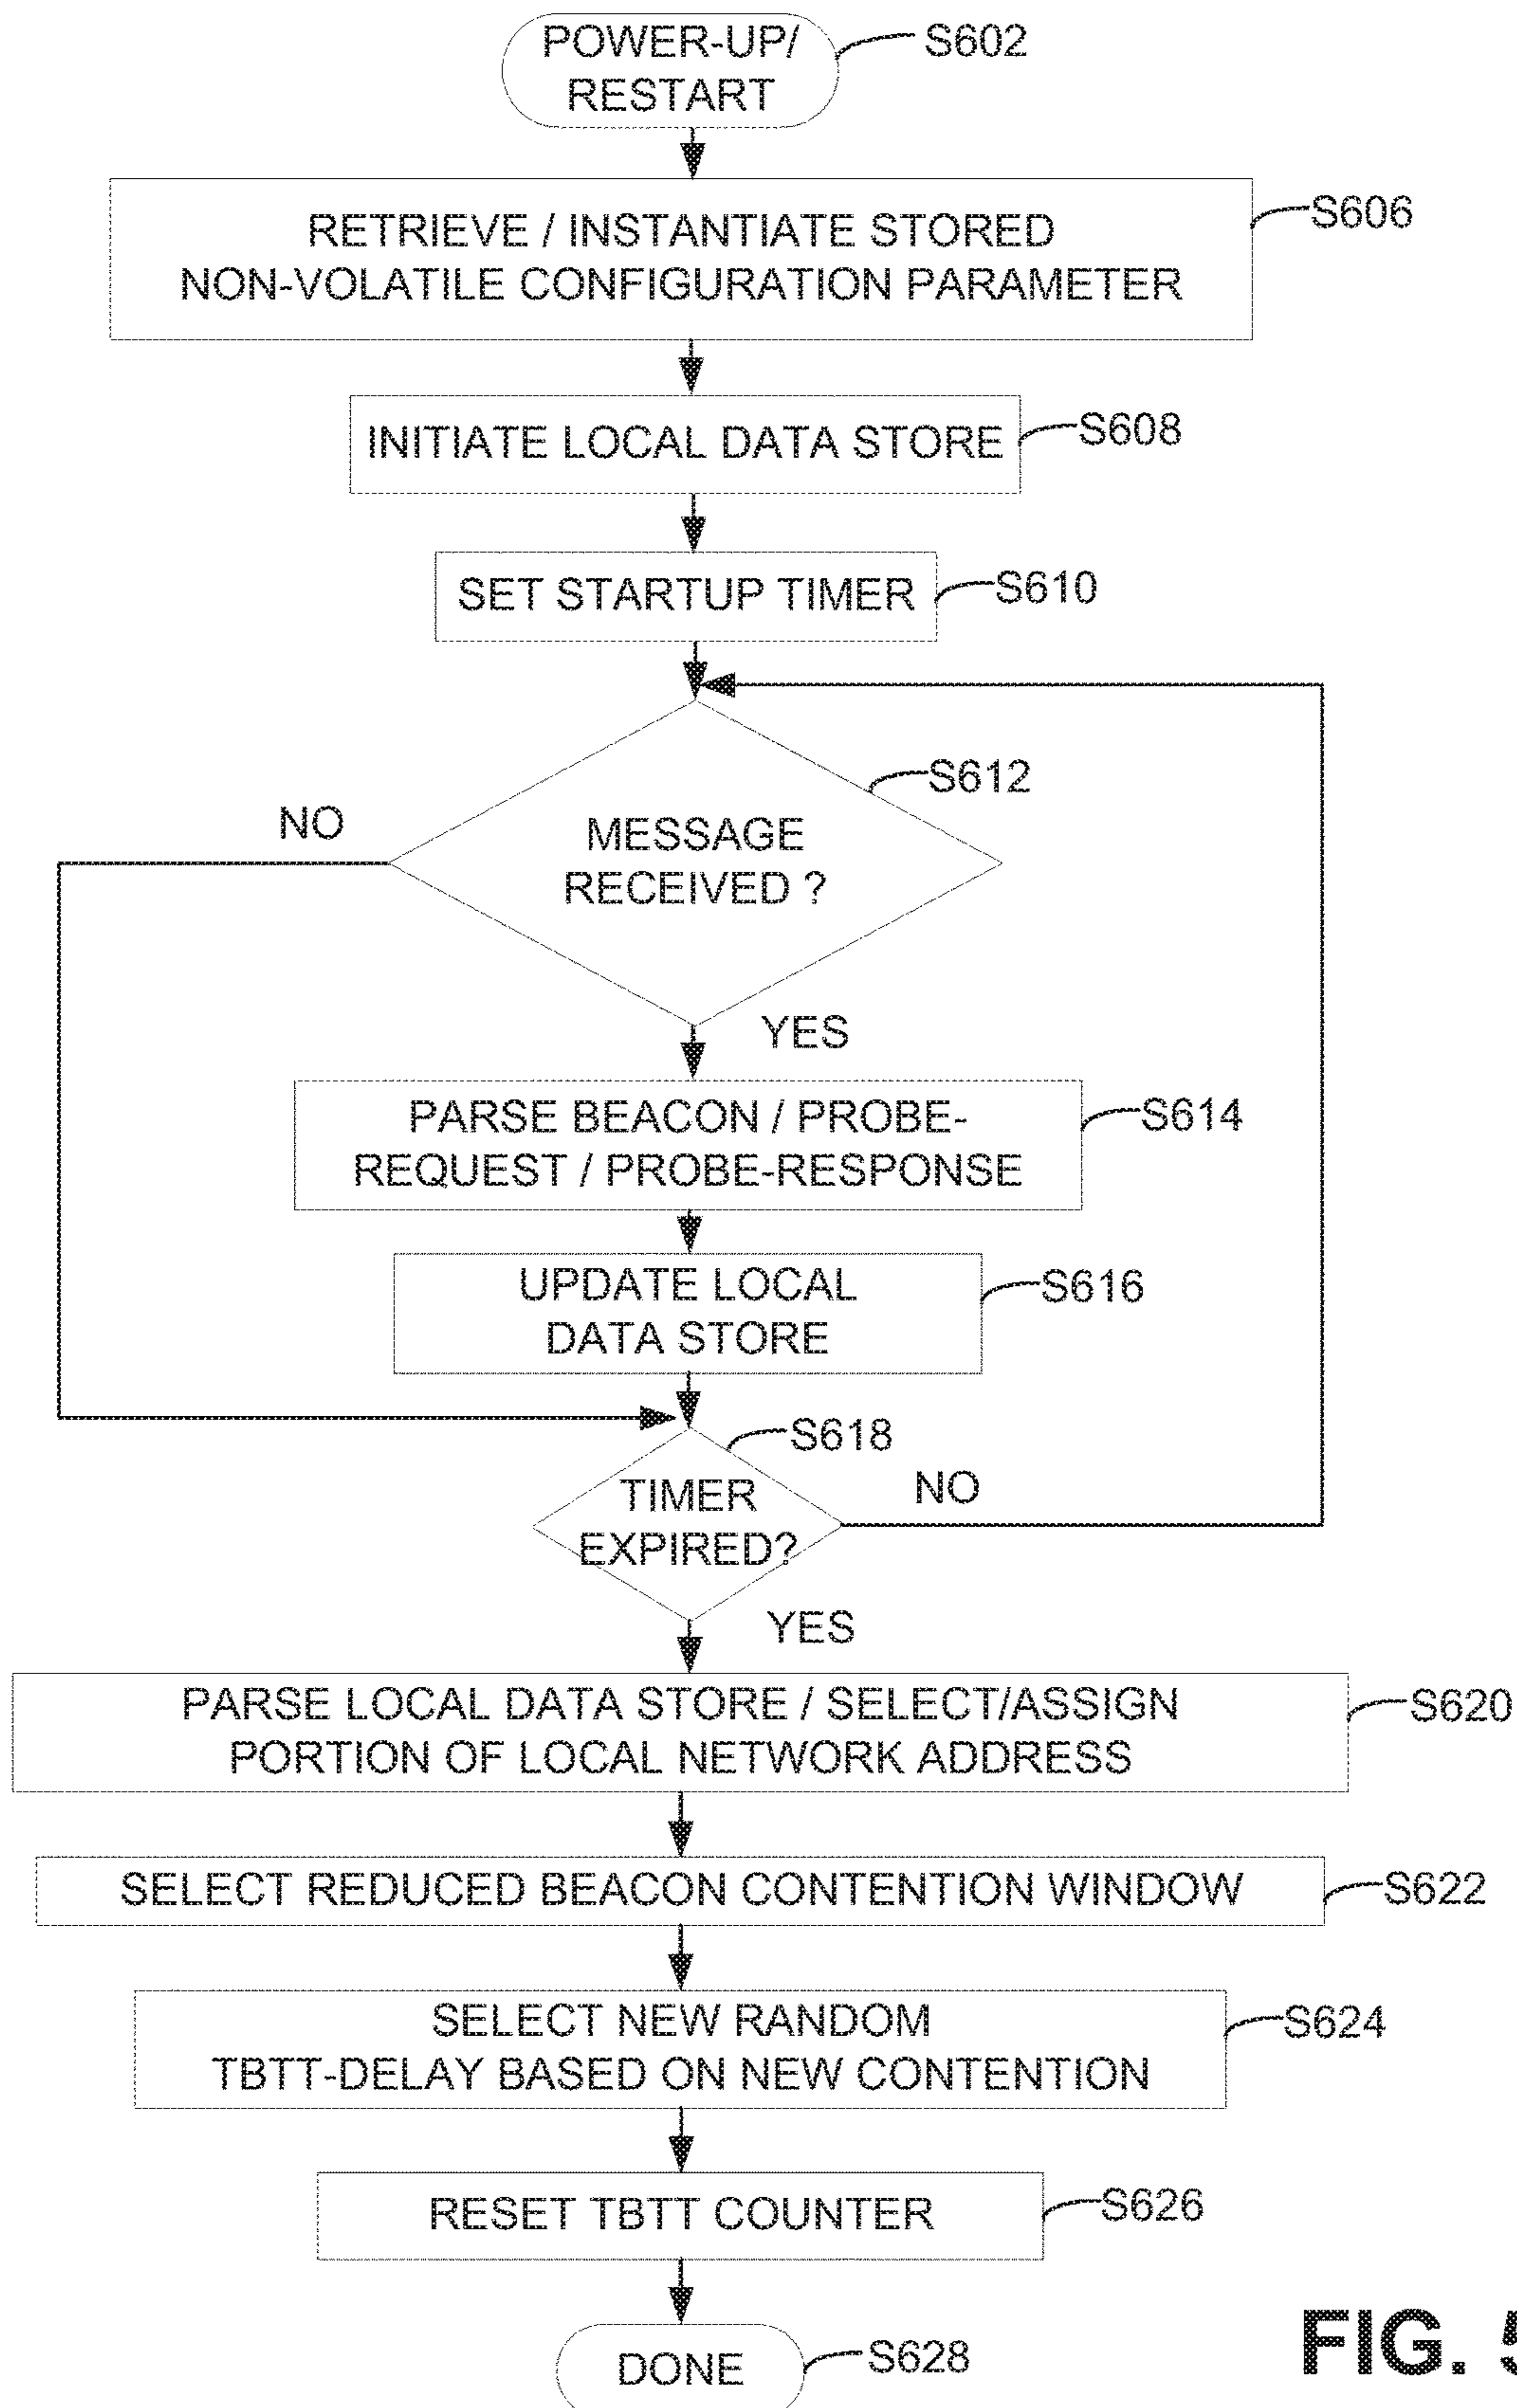 POWER-UP/
RESTART
S602
RETRIEVE / INSTANTIATE STORED
NON-VOLATILE CONFIGURATION PARAMETER
S606
INITIATE LOCAL DATA STORE
S608
SET STARTUP TIMER
S610
S612
NO
MESSAGE
RECEIVED ?
YES
PARSE BEACON / PROBE-
REQUEST / PROBE-RESPONSE
S614
UPDATE LOCAL
DATA STORE
S616
S618
TIMER
EXPIRED?
NO
YES
PARSE LOCAL DATA STORE / SELECT/ASSIGN
PORTION OF LOCAL NETWORK ADDRESS
S620
SELECT REDUCED BEACON CONTENTION WINDOW
S622
SELECT NEW RANDOM
TBTT-DELAY BASED ON NEW CONTENTION
S624
RESET TBTT COUNTER
S626
DONE
S628
FIG. 5